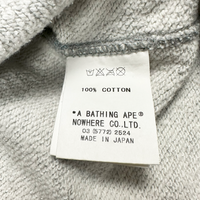 100% COTTON
*A BATHING APE®
NOWHERE CO.,LTD.
03 (5772) 2524
MADE IN JAPAN